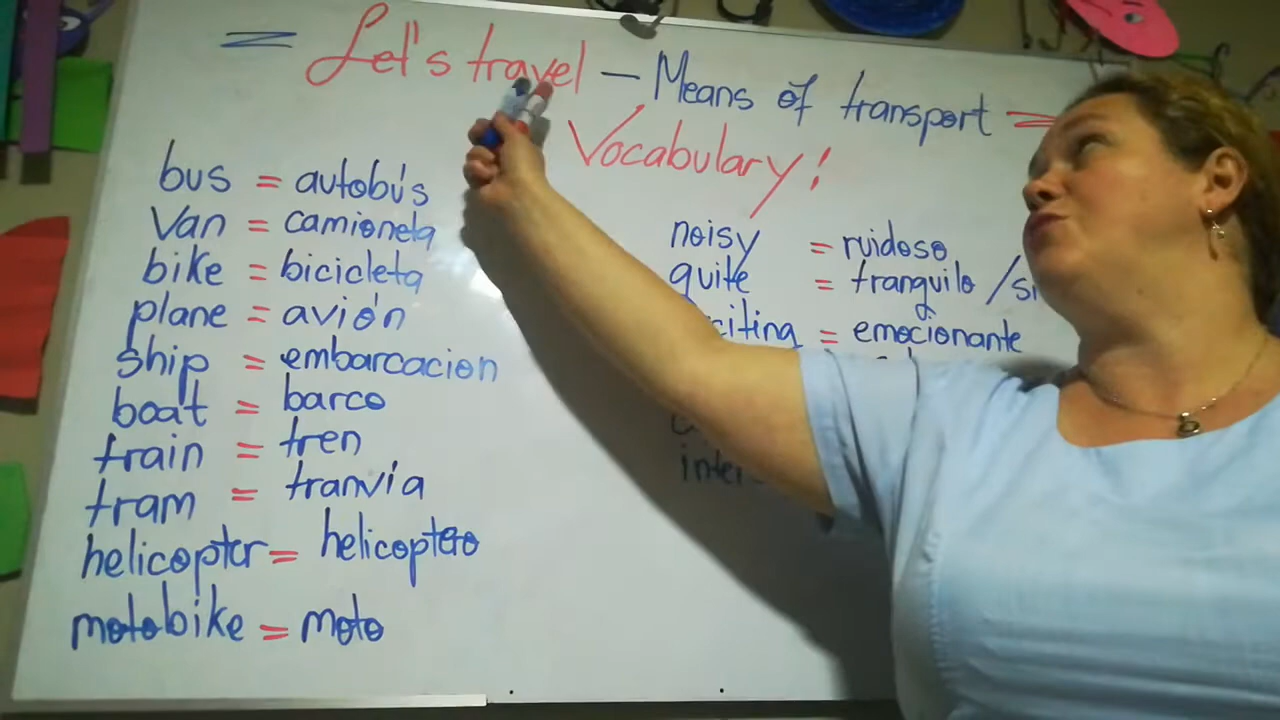 = Let's travel - Means of transport =
Vocabulary!
bus = autobús
Van = camioneta
bike = bicicleta
plane = avión
ship = embarcacion
boat = barco
train = tren
tram = tranvía
helicopter = helicoptero
motobike = moto
noisy = ruidoso
quite = tranquilo /
= emocionante